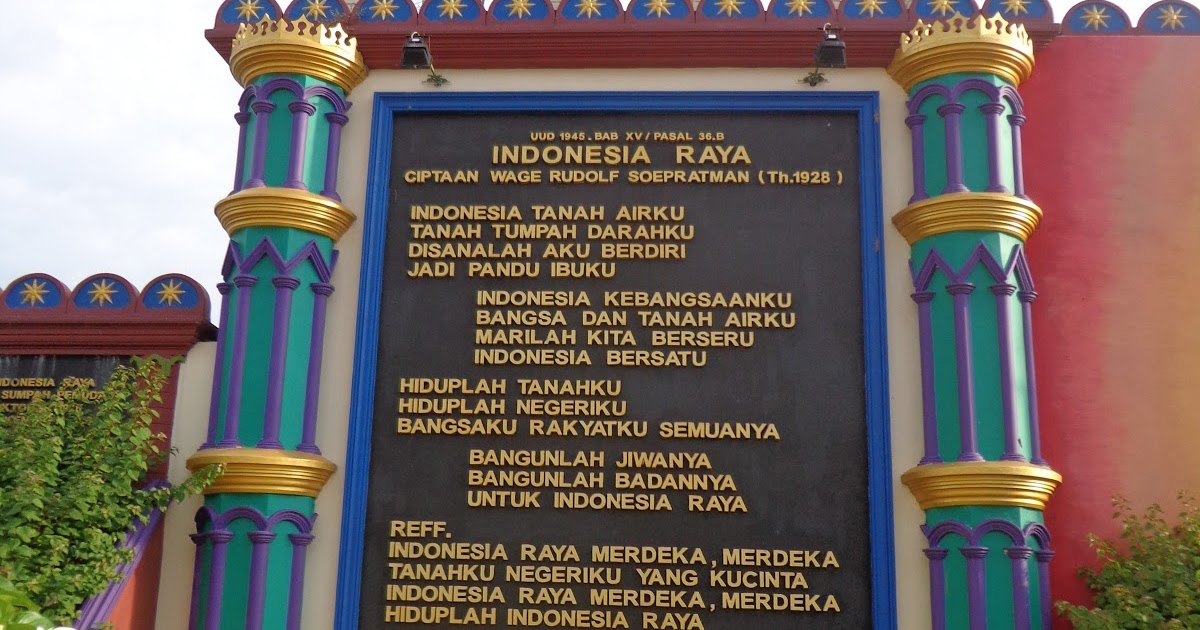 UUD 1945. BAB XV / PASAL 36.B
INDONESIA RAYA
CIPTAAN WAGE RUDOLF SOEPRATMAN (Th.1928)
INDONESIA TANAH AIRKU
TANAH TUMPAH DARAHKU
DISANALAH AKU BERDIRI
JADI PANDU IBUKU
INDONESIA KEBANGSAANKU
BANGSA DAN TANAH AIRKU
MARILAH KITA BERSERU
INDONESIA BERSATU
HIDUPLAH TANAHKU
HIDUPLAH NEGERIKU
BANGSAKU RAKYATKU SEMUANYA
BANGUNLAH JIWANYA
BANGUNLAH BADANNYA
UNTUK INDONESIA RAYA
REFF.
INDONESIA RAYA MERDEKA, MERDEKA
TANAHKU NEGERIKU YANG KUCINTA
INDONESIA RAYA MERDEKA, MERDEKA
HIDUPLAH INDONESIA RAYA
INDONESIA RAYA
SUMPAH PEMUDA